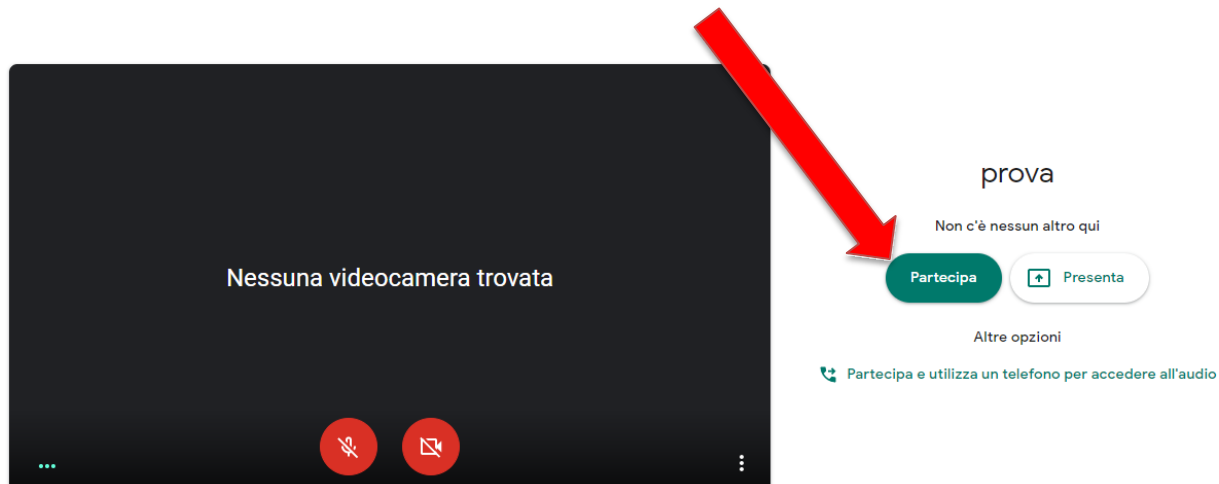 Nessuna videocamera trovata
prova
Non c'è nessun altro qui
Partecipa
Presenta
Altre opzioni
Partecipa e utilizza un telefono per accedere all'audio